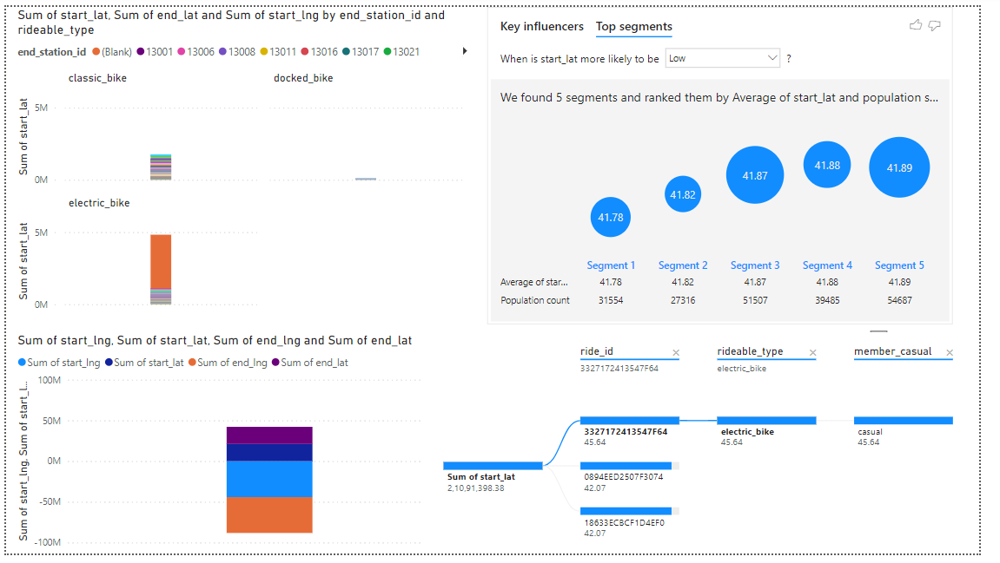 Sum of start_lat, Sum of end_lat and Sum of start_lng by end_station_id and
rideable_type
end_station_id (Blank) 13001 13006 13008 13011 13016 13017 13021
classic_bike docked_bike
Sum of start_lat
5M
0M
electric_bike
Sum of start_lat
5M
0M
Key influencers Top segments
When is start_lat more likely to be Low ?
We found 5 segments and ranked them by Average of start_lat and population s...
41.78 41.82 41.87 41.88 41.89
Segment 1 Segment 2 Segment 3 Segment 4 Segment 5
Average of star... 41.78 41.82 41.87 41.88 41.89
Population count 31554 27316 51507 39485 54687
Sum of start_lng, Sum of start_lat, Sum of end_lng and Sum of end_lat
Sum of start_lng Sum of start_lat Sum of end_lng Sum of end_lat
Sum of start_lng, Sum of start_l...
100M
50M
0M
-50M
-100M
ride_id rideable_type member_casual
3327172413547F64 electric_bike
3327172413547F64 electric_bike casual
45.64 45.64 45.64
Sum of start_lat
2,10,91,398.38
0894EED2507F3074
42.07
18633ECBCF1D4EF0
42.07